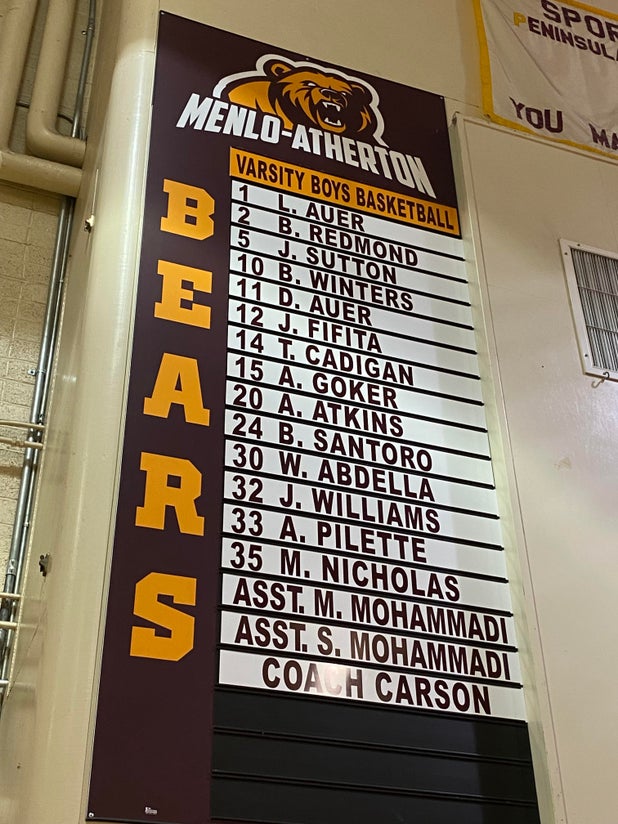 MENLO-ATHERTON
VARSITY BOYS BASKETBALL
BEARS
1 L. AUER
2 B. REDMOND
5 J. SUTTON
10 B. WINTERS
11 D. AUER
12 J. FIFITA
14 T. CADIGAN
15 A. GOKER
20 A. ATKINS
24 B. SANTORO
30 W. ABDELLA
32 J. WILLIAMS
33 A. PILETTE
35 M. NICHOLAS
ASST. M. MOHAMMADI
ASST. S. MOHAMMADI
COACH CARSON
PENINSULA
YOU